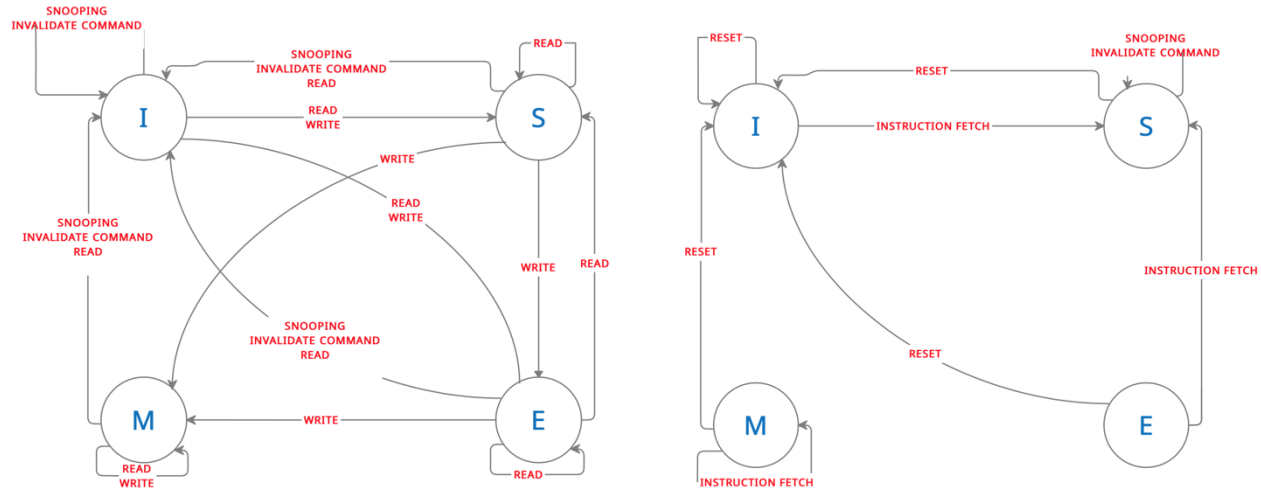 SNOOPING
INVALIDATE COMMAND
SNOOPING
INVALIDATE COMMAND
READ
READ
I
READ
WRITE
S
WRITE
READ
WRITE
SNOOPING
INVALIDATE COMMAND
READ
WRITE
READ
SNOOPING
INVALIDATE COMMAND
READ
M
WRITE
E
READ
WRITE
READ
RESET
SNOOPING
INVALIDATE COMMAND
RESET
I
INSTRUCTION FETCH
S
RESET
INSTRUCTION FETCH
RESET
M
E
INSTRUCTION FETCH